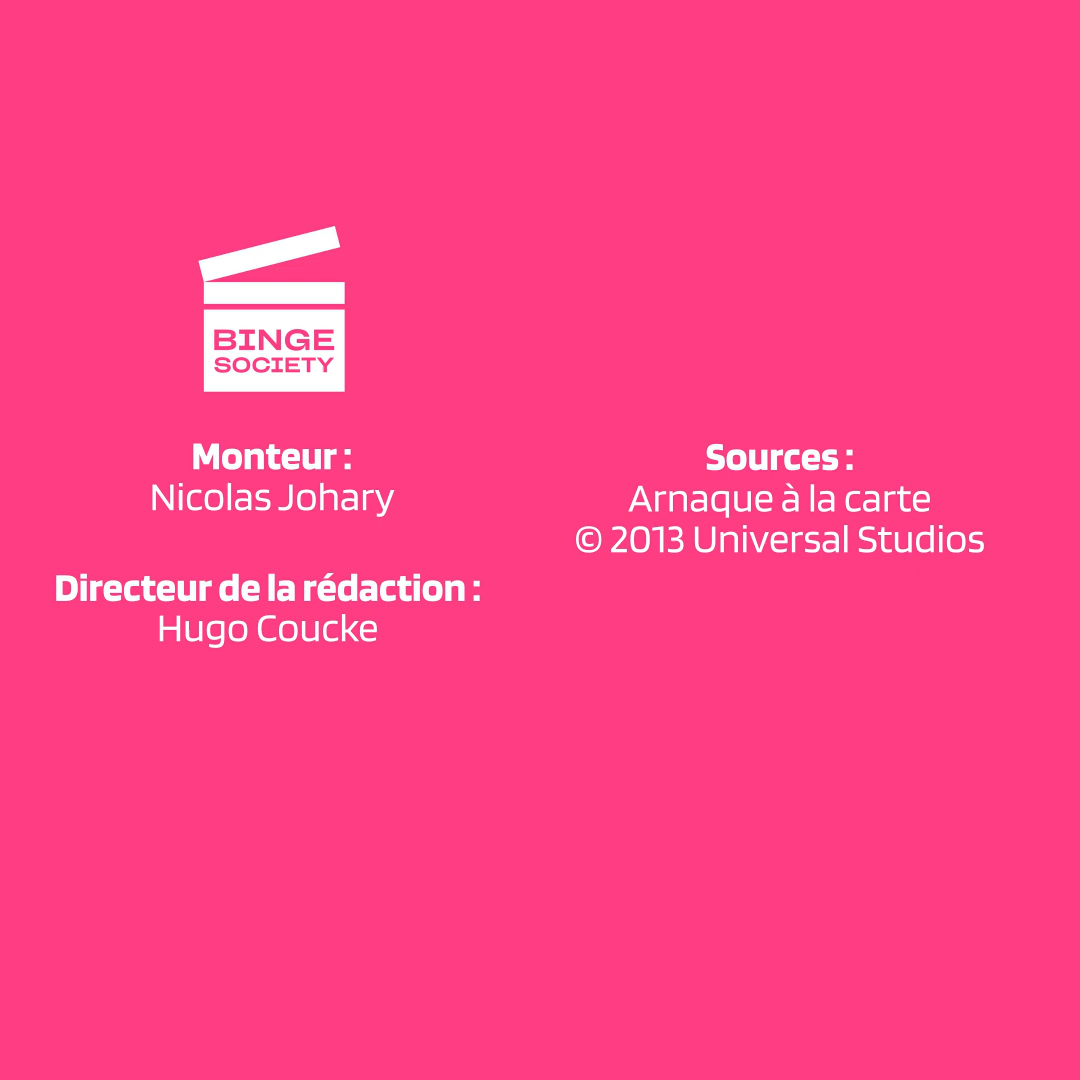 BINGE
SOCIETY
Monteur :
Nicolas Johary
Directeur de la rédaction :
Hugo Coucke
Sources :
Arnaque à la carte
© 2013 Universal Studios